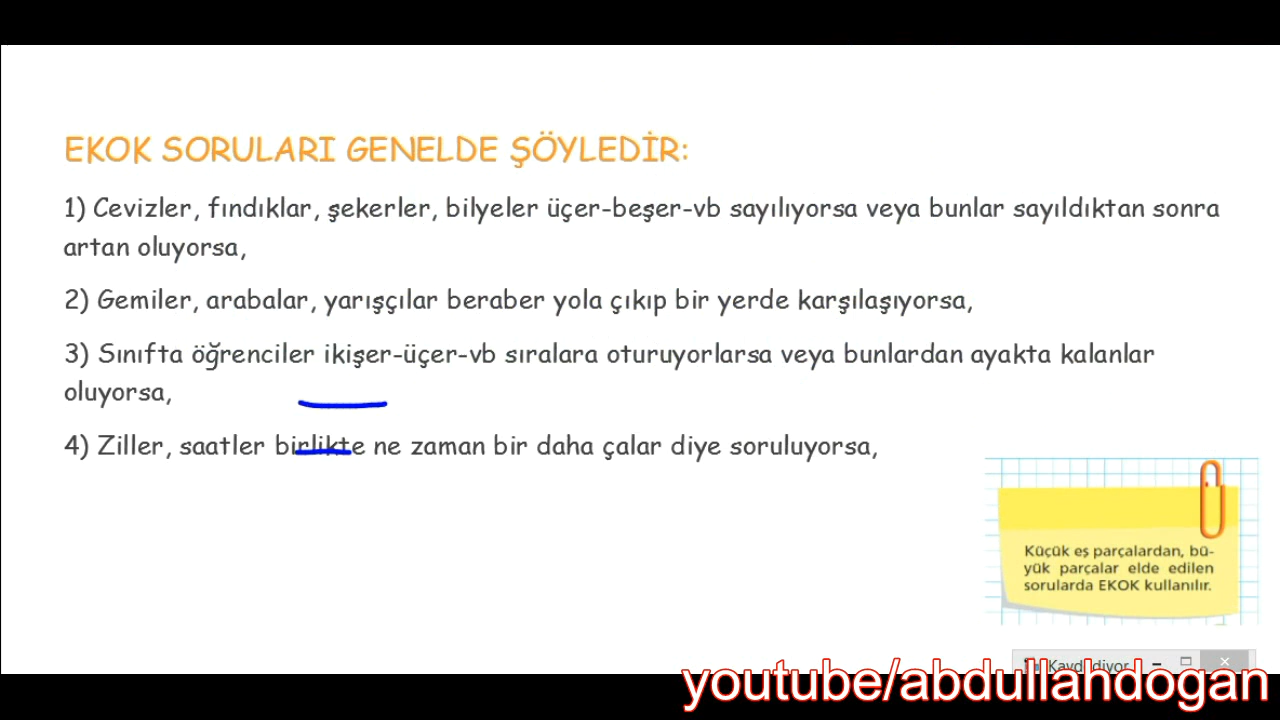 EKOK SORULARI GENELDE ŞÖYLEDİR:
1) Cevizler, fındıklar, şekerler, bilyeler üçer-beşer-vb sayılıyorsa veya bunlar sayıldıktan sonra
artan oluyorsa,
2) Gemiler, arabalar, yarışçılar beraber yola çıkıp bir yerde karşılaşıyorsa,
3) Sınıfta öğrenciler ikişer-üçer-vb sıralara oturuyorlarsa veya bunlardan ayakta kalanlar
oluyorsa,
4) Ziller, saatler birlikte ne zaman bir daha çalar diye soruluyorsa,
Küçük eş parçalardan, bü-
yük parçalar elde edilen
sorularda EKOK kullanılır.
Kaydediyor
youtube/abdullahdogan